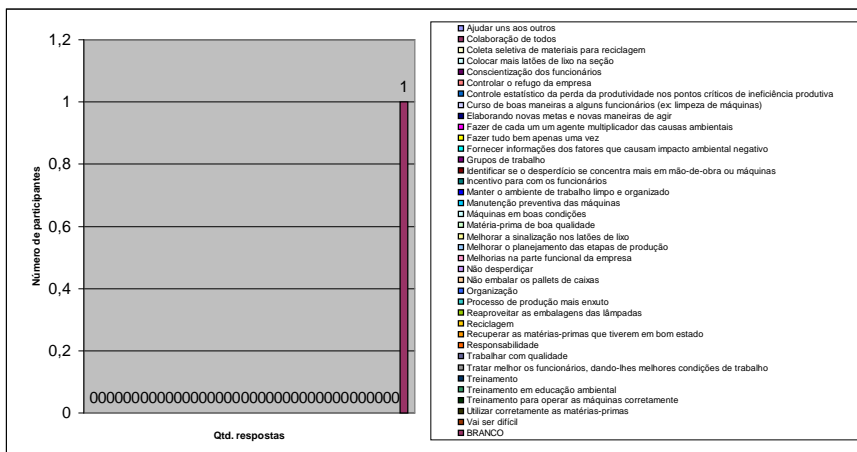 1,2
1
0,8
0,6
0,4
0,2
0
Número de participantes
1
Qtd. respostas
Ajudar uns aos outros
Colaboração de todos
Coleta seletiva de materiais para reciclagem
Colocar mais latões de lixo na seção
Conscientização dos funcionários
Controlar o refugo da empresa
Controle estatístico da perda da produtividade nos pontos críticos de ineficiência produtiva
Curso de boas maneiras a alguns funcionários (ex: limpeza de máquinas)
Elaborando novas metas e novas maneiras de agir
Fazer de cada um um agente multiplicador das causas ambientais
Fazer tudo bem apenas uma vez
Fornecer informações dos fatores que causam impacto ambiental negativo
Grupos de trabalho
Identificar se o desperdício se concentra mais em mão-de-obra ou máquinas
Incentivo para com os funcionários
Manter o ambiente de trabalho limpo e organizado
Manutenção preventiva das máquinas
Máquinas em boas condições
Matéria-prima de boa qualidade
Melhorar a sinalização nos latões de lixo
Melhorar o planejamento das etapas de produção
Melhorias na parte funcional da empresa
Não desperdiçar
Não embalar os pallets de caixas
Organização
Processo de produção mais enxuto
Reaproveitar as embalagens das lâmpadas
Reciclagem
Recuperar as matérias-primas que tiverem em bom estado
Responsabilidade
Trabalhar com qualidade
Tratar melhor os funcionários, dando-lhes melhores condições de trabalho
Treinamento
Treinamento em educação ambiental
Treinamento para operar as máquinas corretamente
Utilizar corretamente as matérias-primas
Vai ser difícil
BRANCO